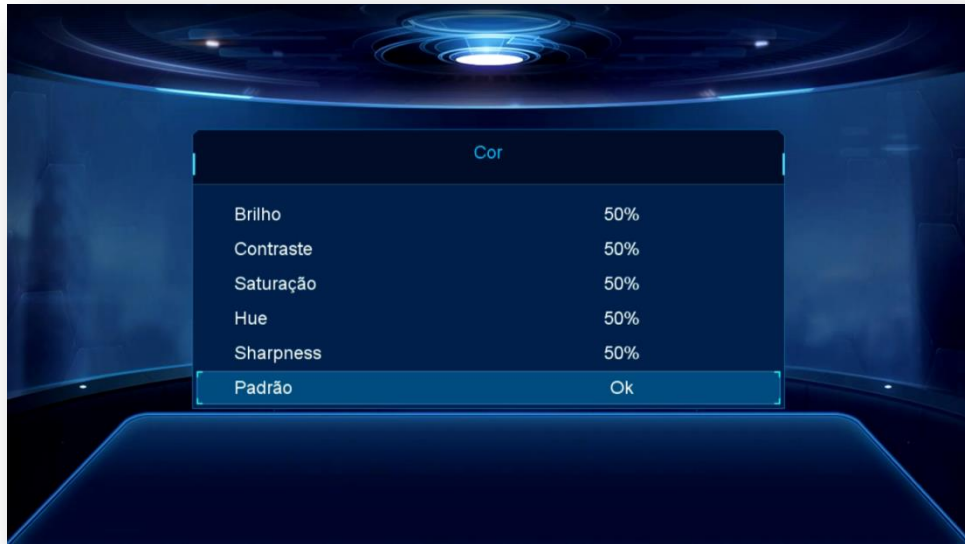 Cor
Brilho 50%
Contraste 50%
Saturação 50%
Hue 50%
Sharpness 50%
Padrão Ok